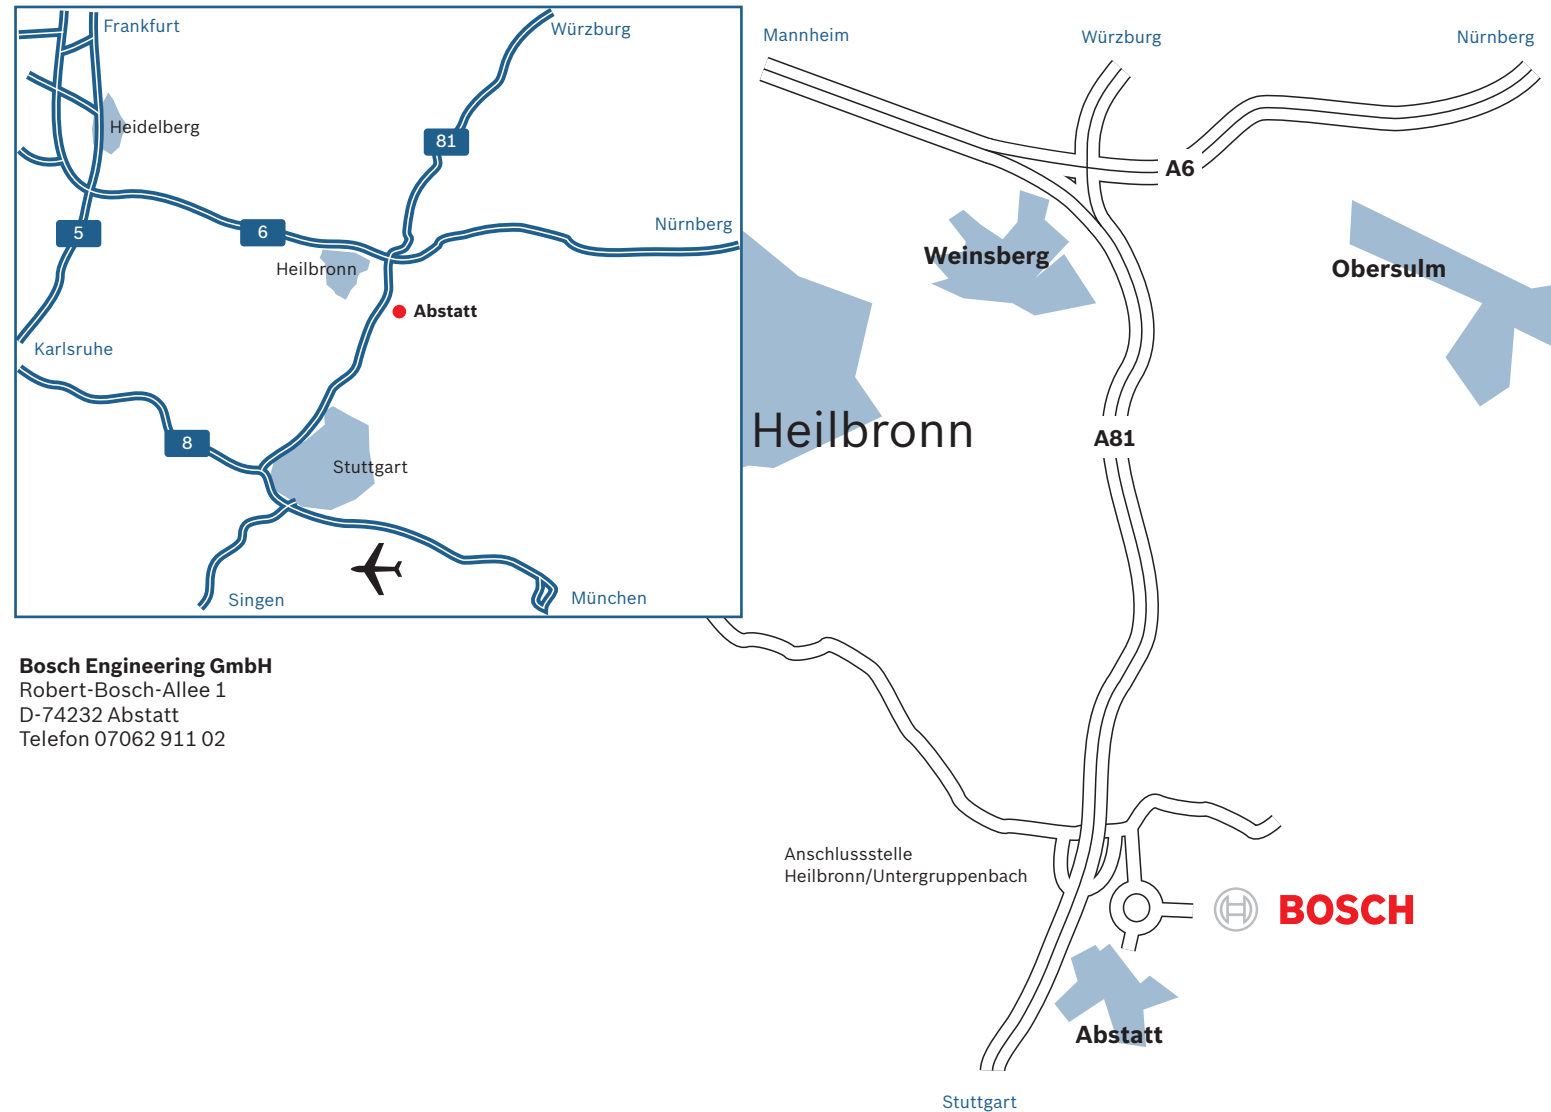 Frankfurt
Würzburg
81
Heidelberg
5
6
Nürnberg
Heilbronn
Abstatt
Karlsruhe
8
Stuttgart
Singen
München
Mannheim
Würzburg
Nürnberg
A6
Weinsberg
Obersulm
Heilbronn
A81
Bosch Engineering GmbH
Robert-Bosch-Allee 1
D-74232 Abstatt
Telefon 07062 911 02
Anschlussstelle
Heilbronn/Untergruppenbach
BOSCH
Abstatt
Stuttgart